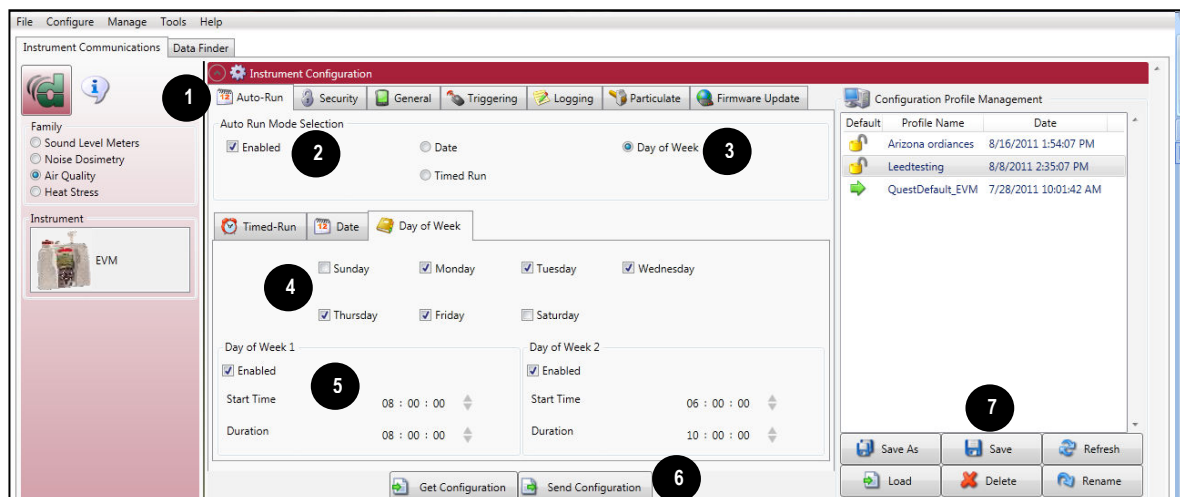 File Configure Manage Tools Help
Instrument Communications Data Finder
Instrument Configuration
1
12 Auto-Run Security General Triggering Logging Particulate Firmware Update
Auto Run Mode Selection
Enabled 2 Date Day of Week 3
Timed Run
Family
Sound Level Meters
Noise Dosimetry
Air Quality
Heat Stress
Instrument
EVM
Timed-Run 12 Date Day of Week
4
Sunday Monday Tuesday Wednesday
Thursday Friday Saturday
Day of Week 1
Enabled
5
Start Time 08 : 00 : 00
Duration 08 : 00 : 00
Day of Week 2
Enabled
Start Time 06 : 00 : 00
Duration 10 : 00 : 00
Get Configuration Send Configuration 6
Configuration Profile Management
Default Profile Name Date
Arizona ordiances 8/16/2011 1:54:07 PM
Leedtesting 8/8/2011 2:35:07 PM
QuestDefault_EVM 7/28/2011 10:01:42 AM
7
Save As Save Refresh
Load Delete Rename